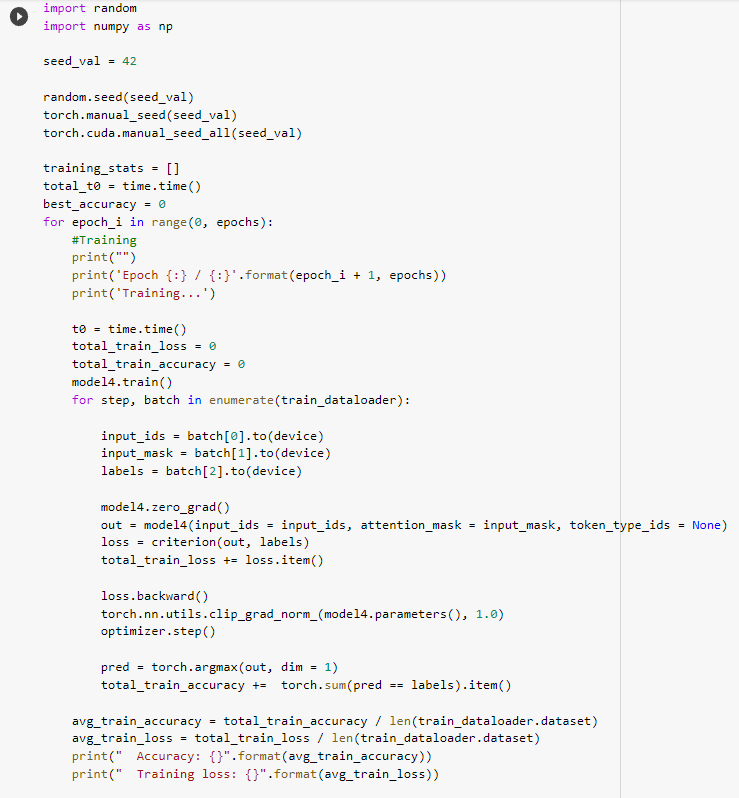 import random
import numpy as np
seed_val = 42
random.seed(seed_val)
torch.manual_seed(seed_val)
torch.cuda.manual_seed_all(seed_val)
training_stats = []
total_t0 = time.time()
best_accuracy = 0
for epoch_i in range(0, epochs):
    #Training
    print("")
    print('Epoch {:} / {:}'.format(epoch_i + 1, epochs))
    print('Training...')
    t0 = time.time()
    total_train_loss = 0
    total_train_accuracy = 0
    model4.train()
    for step, batch in enumerate(train_dataloader):
        input_ids = batch[0].to(device)
        input_mask = batch[1].to(device)
        labels = batch[2].to(device)
        model4.zero_grad()
        out = model4(input_ids = input_ids, attention_mask = input_mask, token_type_ids = None)
        loss = criterion(out, labels)
        total_train_loss += loss.item()
        loss.backward()
        torch.nn.utils.clip_grad_norm_(model4.parameters(), 1.0)
        optimizer.step()
        pred = torch.argmax(out, dim = 1)
        total_train_accuracy +=  torch.sum(pred == labels).item()
    avg_train_accuracy = total_train_accuracy / len(train_dataloader.dataset)
    avg_train_loss = total_train_loss / len(train_dataloader.dataset)
    print("  Accuracy: {}".format(avg_train_accuracy))
    print("  Training loss: {}".format(avg_train_loss))